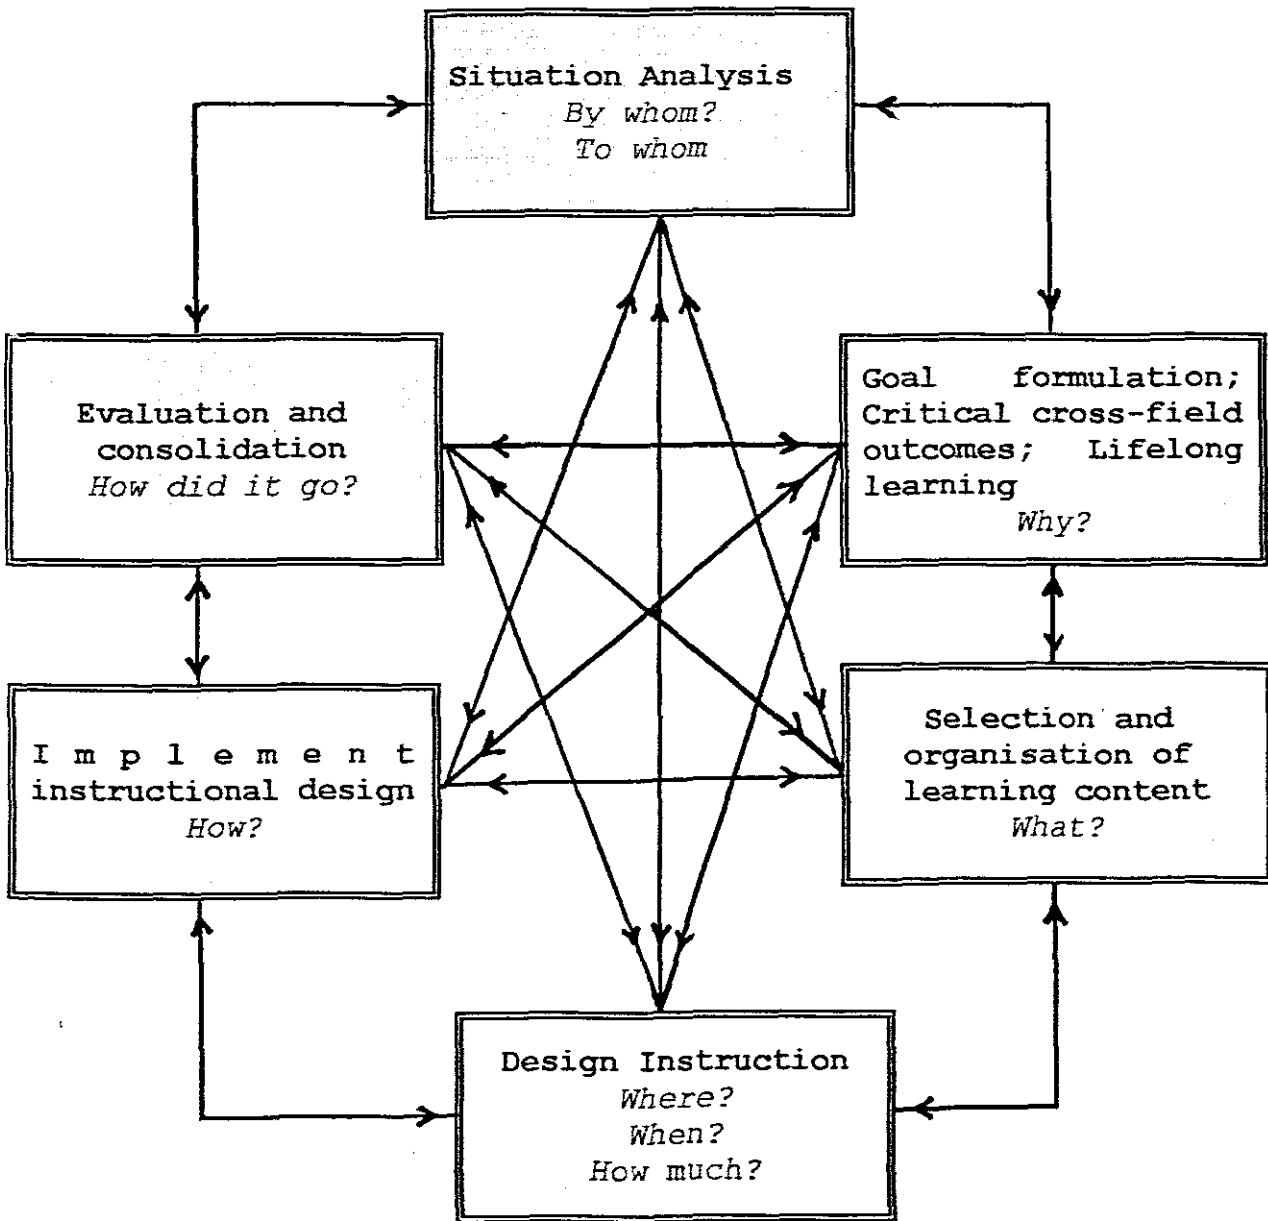 Situation Analysis
By whom?
To whom
Evaluation and
consolidation
How did it go?
Goal formulation;
Critical cross-field
outcomes; Lifelong
learning
Why?
Implement
instructional design
How?
Selection and
organisation of
learning content
What?
Design Instruction
Where?
When?
How much?